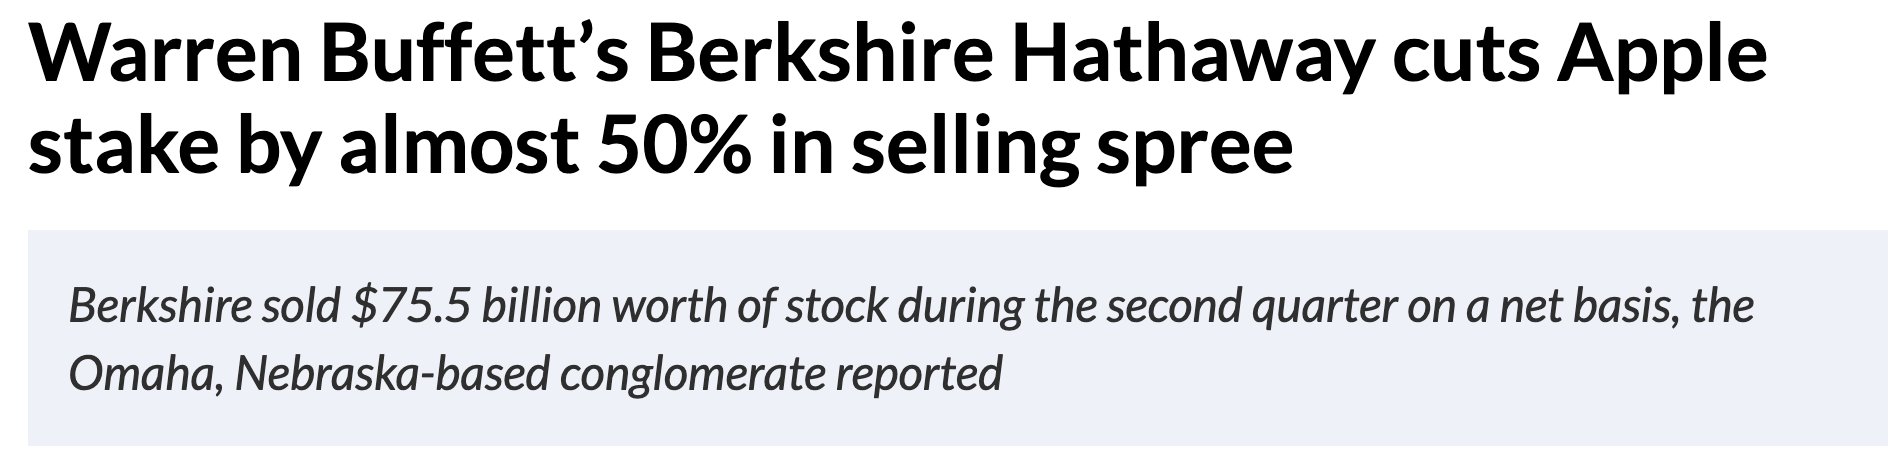 Warren Buffett’s Berkshire Hathaway cuts Apple
stake by almost 50% in selling spree
Berkshire sold $75.5 billion worth of stock during the second quarter on a net basis, the
Omaha, Nebraska-based conglomerate reported